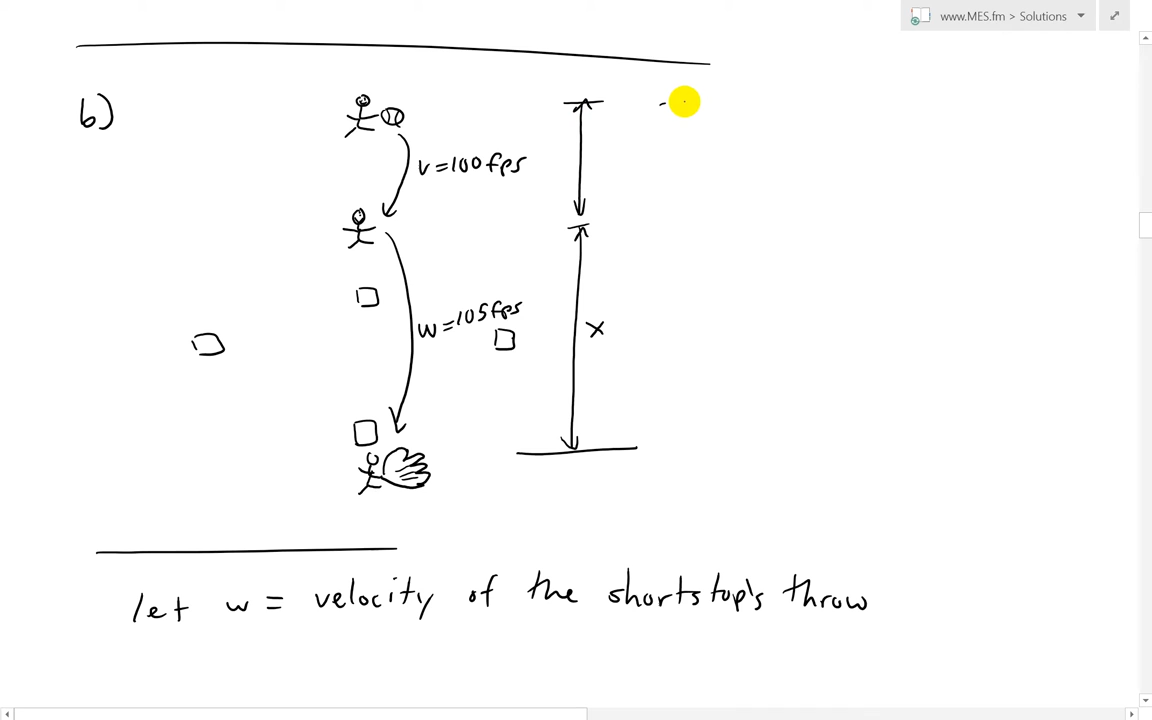 www.MES.fm > Solutions
b)
v=100fps
w=105fps
x
let w = velocity of the shortstop's throw